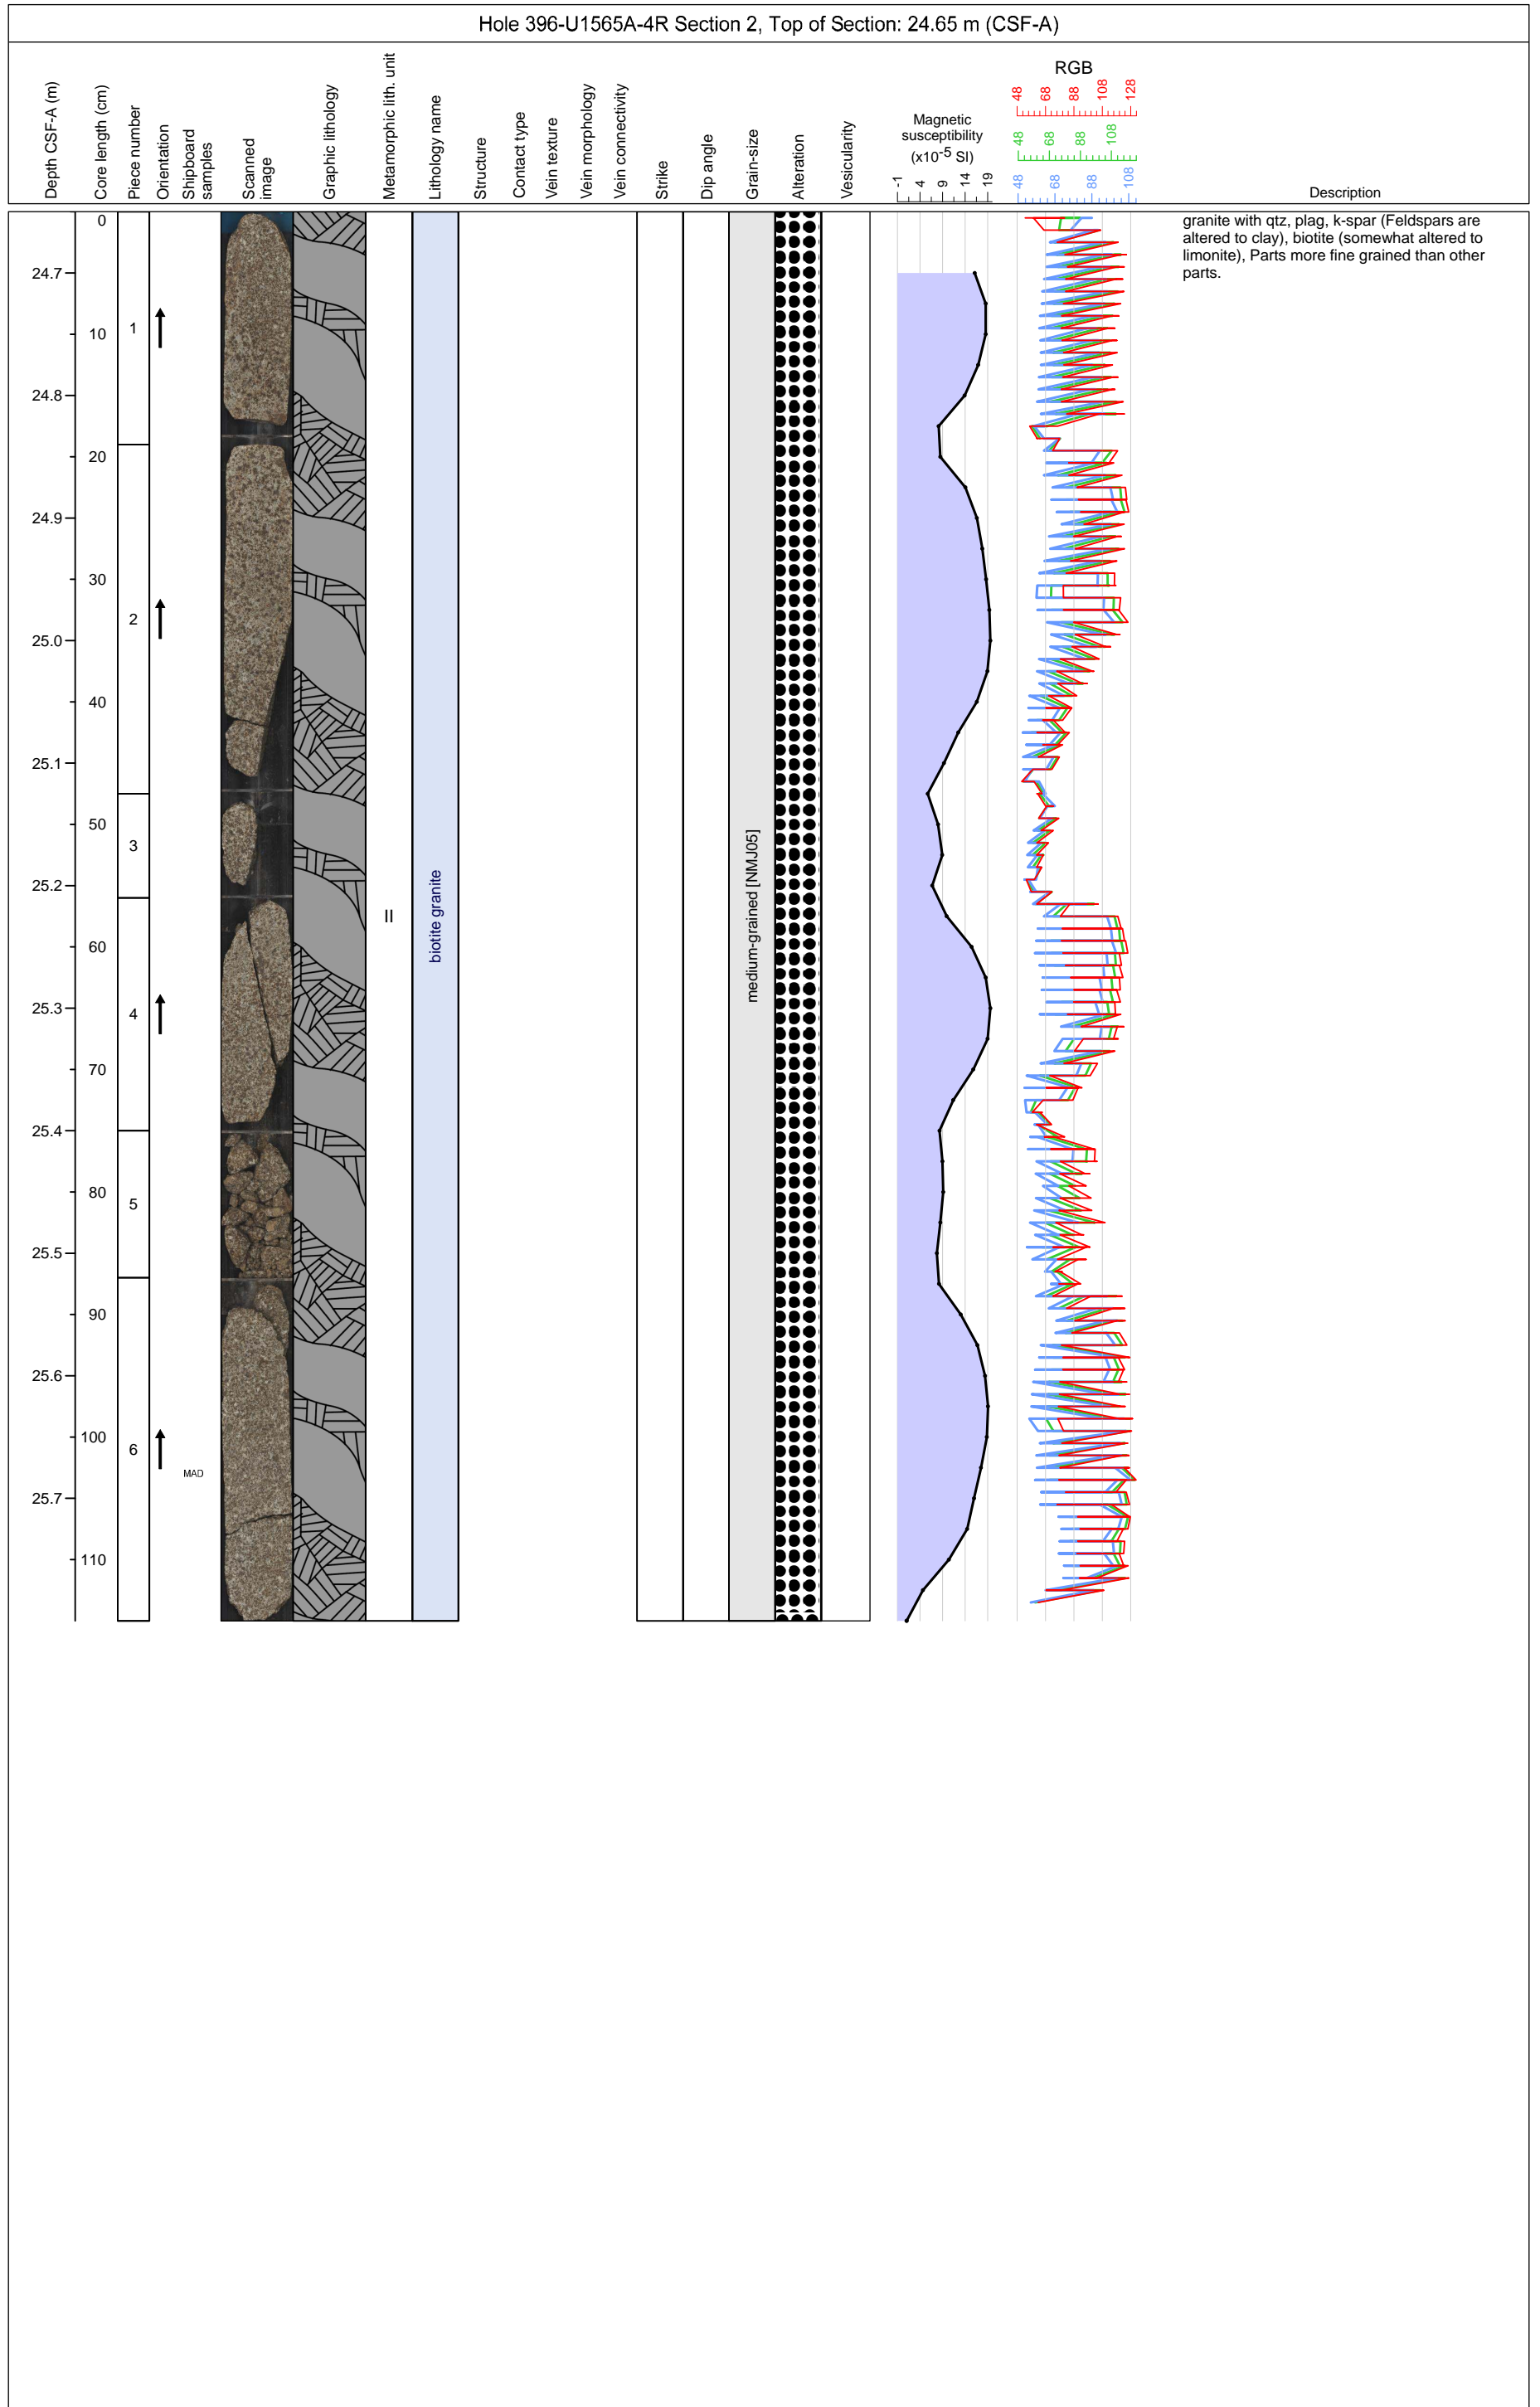 Hole 396-U1565A-4R Section 2, Top of Section: 24.65 m (CSF-A)
Depth CSF-A (m)
Core length (cm)
Piece number
Orientation
Shipboard
samples
Scanned
image
Graphic lithology
Metamorphic lith. unit
Lithology name
Structure
Contact type
Vein texture
Vein morphology
Vein connectivity
Strike
Dip angle
Grain-size
Alteration
Vesicularity
Magnetic
susceptibility
(x10-5 SI)
-1 4 9 14 19
RGB
48 68 88 108 128
48 68 88 108
48 68 88 108
Description
granite with qtz, plag, k-spar (Feldspars are
altered to clay), biotite (somewhat altered to
limonite), Parts more fine grained than other
parts.
0
24.7
10
1
24.8
20
24.9
30
2
25.0
40
25.1
50
3
25.2
II
biotite granite
medium-grained [NMJ05]
60
25.3
4
70
25.4
80
5
25.5
90
25.6
100
6
MAD
25.7
110